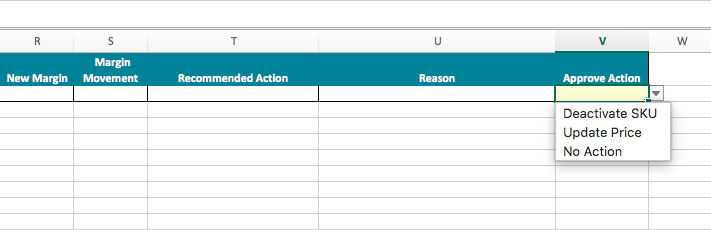 R S T U V W
New Margin
Margin
Movement
Recommended Action
Reason
Approve Action
Deactivate SKU
Update Price
No Action